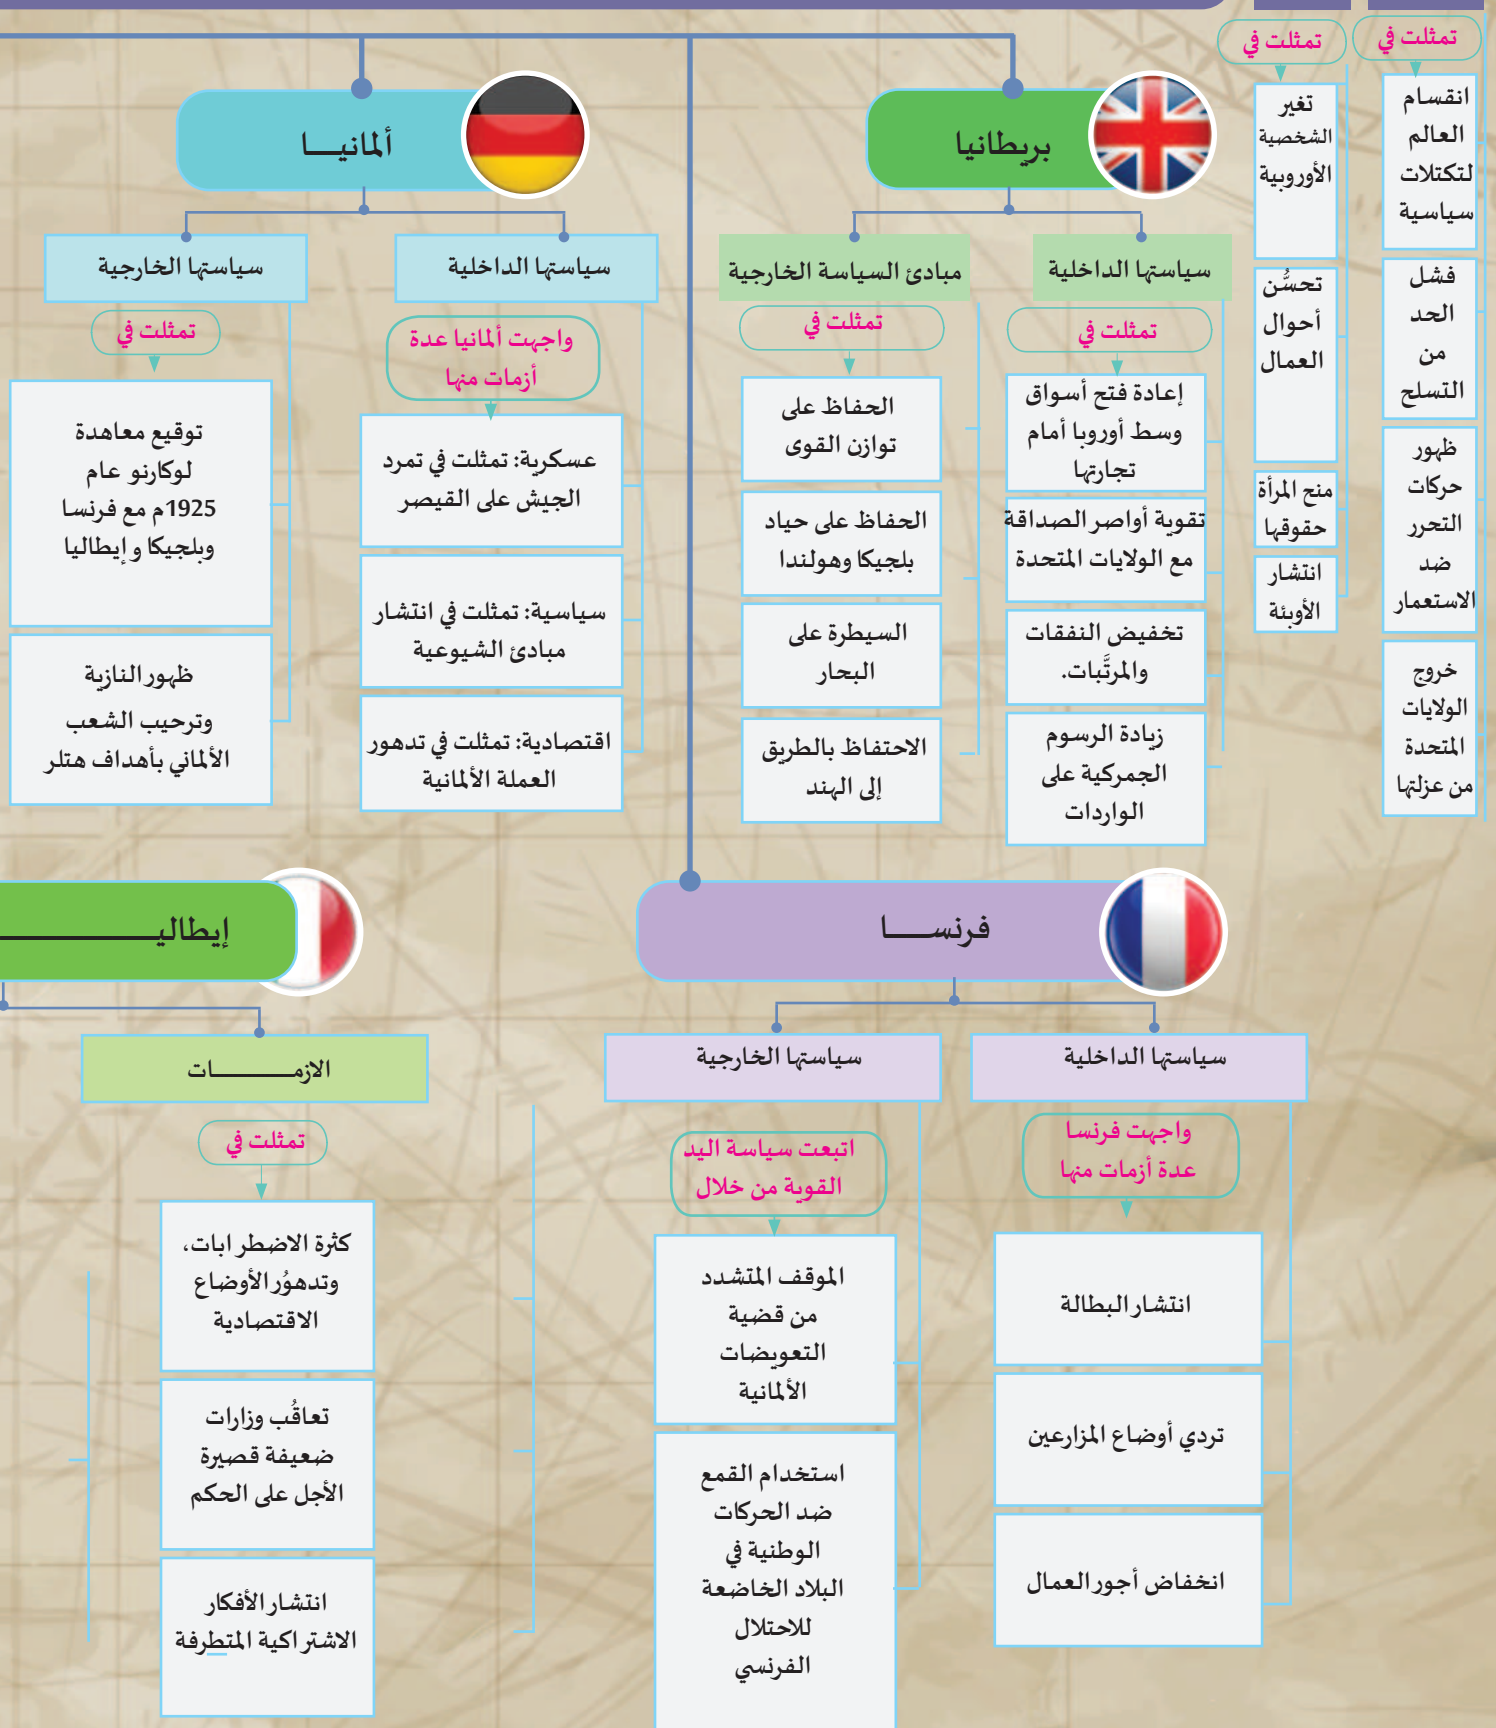 تمثلت في
انقسام
العالم
لتكتلات
سياسية
فشل
الحد
من
التسلح
ظهور
حركات
التحرر
ضد
الاستعمار
خروج
الولايات
المتحدة
من عزلتها
تمثلت في
تغير
الشخصية
الأوروبية
تحسُّن
أحوال
العمال
منح المرأة
حقوقها
انتشار
الأوبئة
بريطانيا
سياستها الداخلية
تمثلت في
إعادة فتح أسواق
وسط أوروبا أمام
تجارتها
تقوية أواصر الصداقة
مع الولايات المتحدة
تخفيض النفقات
والمرتَّبات.
زيادة الرسوم
الجمركية على
الواردات
مبادئ السياسة الخارجية
تمثلت في
الحفاظ على
توازن القوى
الحفاظ على حياد
بلجيكا وهولندا
السيطرة على
البحار
الاحتفاظ بالطريق
إلى الهند
ألمانيـــا
سياستها الداخلية
واجهت ألمانيا عدة
أزمات منها
عسكرية: تمثلت في تمرد
الجيش على القيصر
سياسية: تمثلت في انتشار
مبادئ الشيوعية
اقتصادية: تمثلت في تدهور
العملة الألمانية
سياستها الخارجية
تمثلت في
توقيع معاهدة
لوكارنو عام
1925م مع فرنسا
وبلجيكا وإيطاليا
ظهور النازية
وترحيب الشعب
الألماني بأهداف هتلر
فرنســـا
سياستها الداخلية
واجهت فرنسا
عدة أزمات منها
انتشار البطالة
تردي أوضاع المزارعين
انخفاض أجور العمال
سياستها الخارجية
اتبعت سياسة اليد
القوية من خلال
الموقف المتشدد
من قضية
التعويضات
الألمانية
استخدام القمع
ضد الحركات
الوطنية في
البلاد الخاضعة
للاحتلال
الفرنسي
إيطاليـــــــــــ
الازمـــــــات
تمثلت في
كثرة الاضطرابات،
وتدهوُر الأوضاع
الاقتصادية
تعاقُب وزارات
ضعيفة قصيرة
الأجل على الحكم
انتشار الأفكار
الاشتراكية المتطرفة